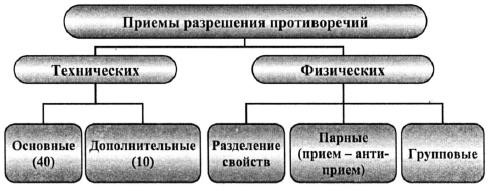 Приемы разрешения противоречий
Технических
Физических
Основные
(40)
Дополнительные
(10)
Разделение
свойств
Парные
(прием – анти-
прием)
Групповые